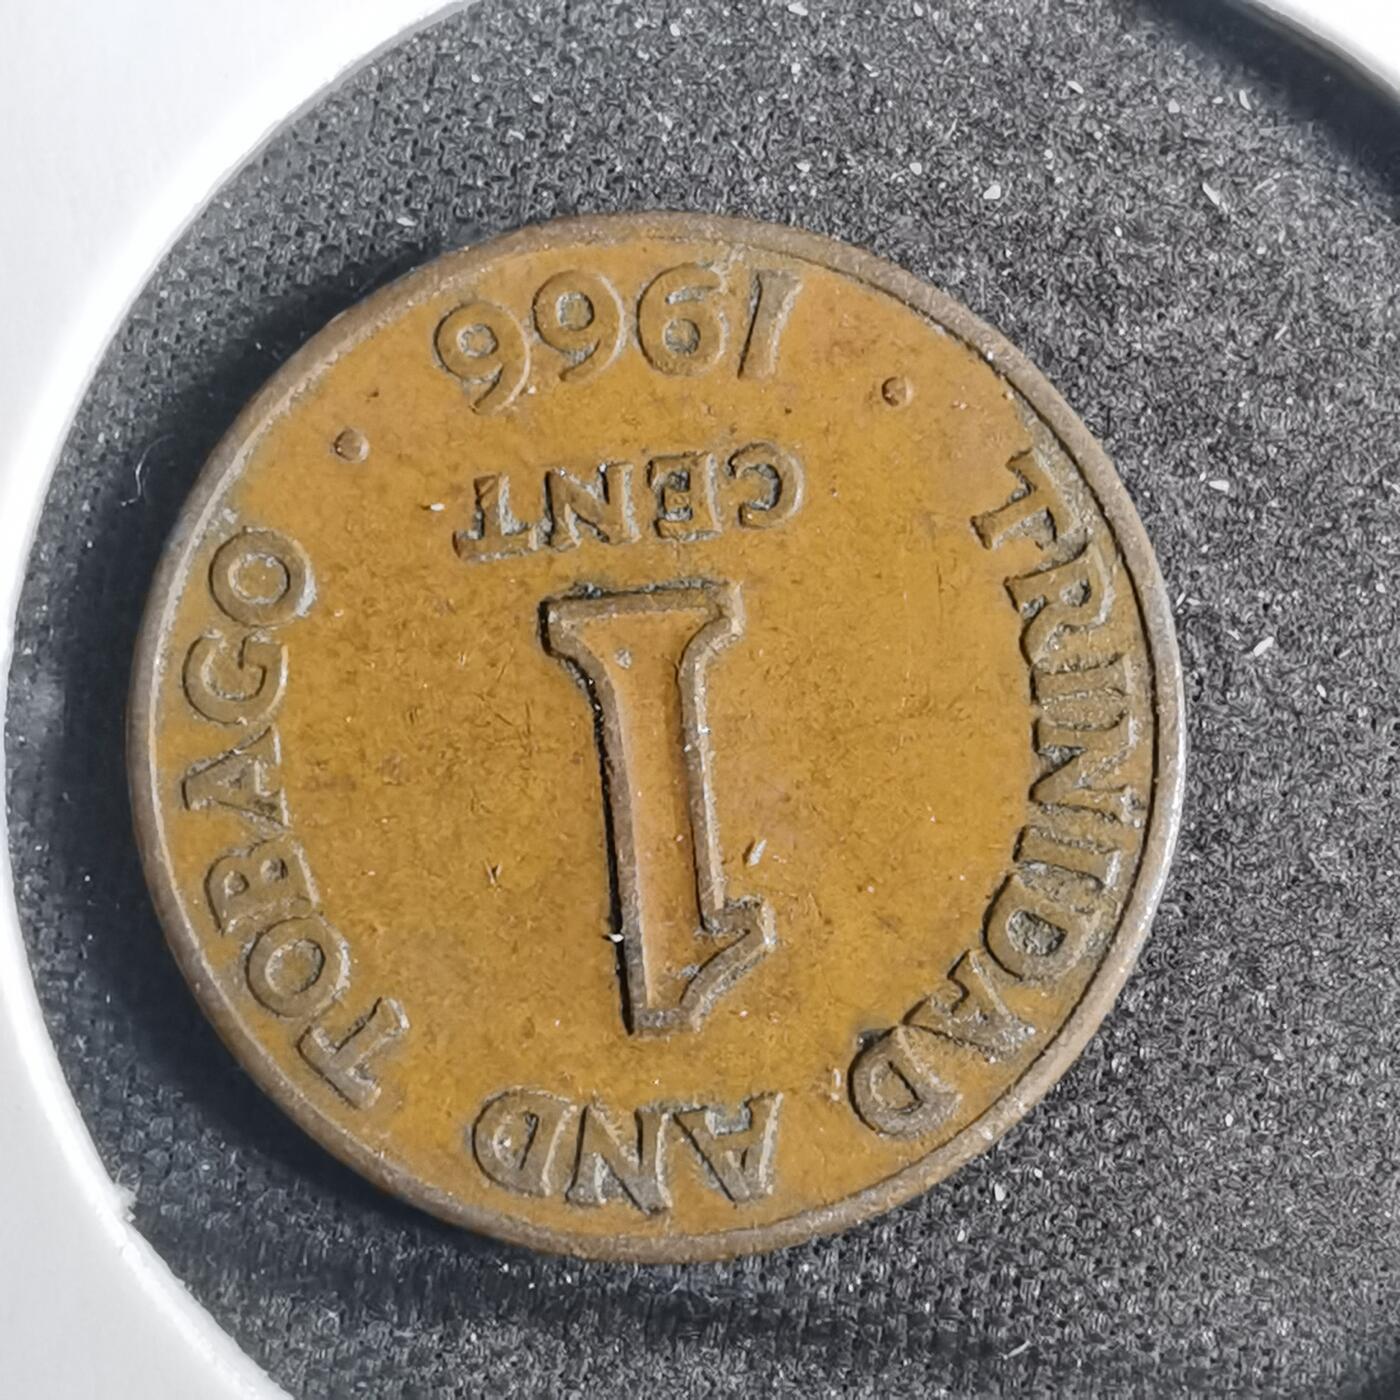 TRINIDAD AND TOBAGO
1
CENT
1966